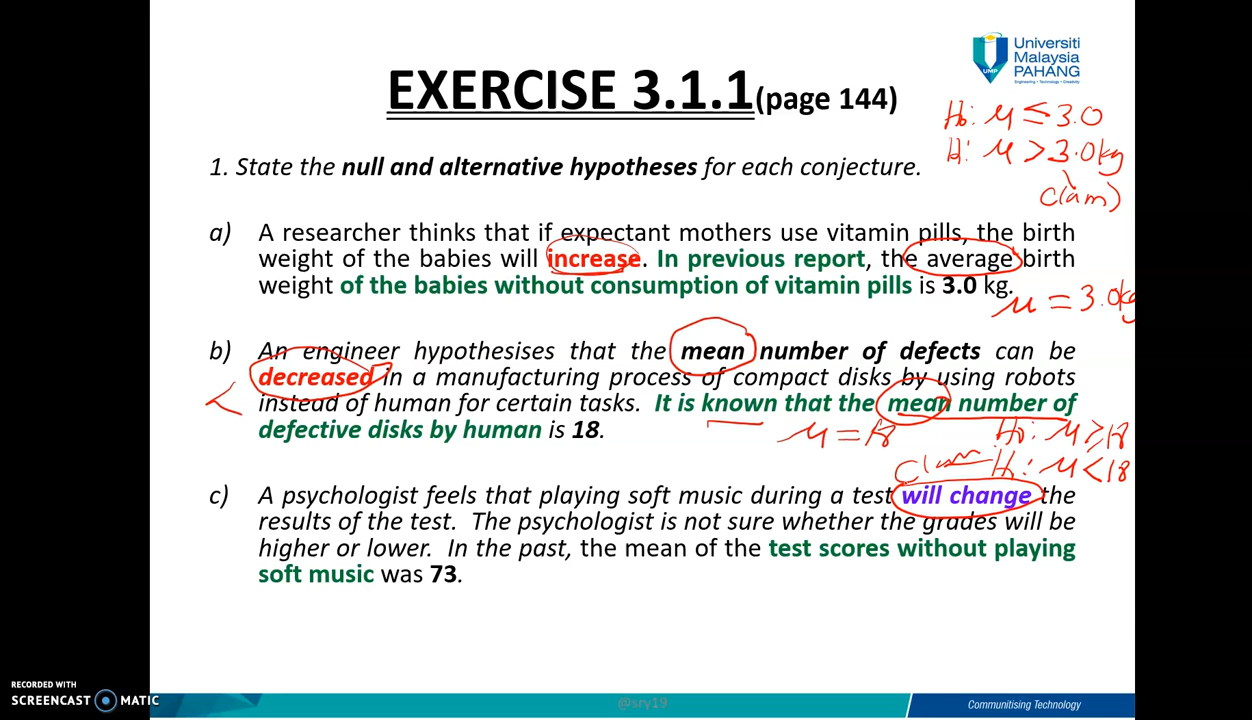 Universiti
Malaysia
PAHANG
UMP
Engineering • Technology • Creativity
EXERCISE 3.1.1(page 144)
H₀: μ ≤ 3.0
H: μ > 3.0kg
Claim)
1. State the null and alternative hypotheses for each conjecture.
a) A researcher thinks that if expectant mothers use vitamin pills, the birth
weight of the babies will increase. In previous report, the average birth
weight of the babies without consumption of vitamin pills is 3.0 kg.
μ = 3.0kg
b) An engineer hypothesises that the mean number of defects can be
decreased in a manufacturing process of compact disks by using robots
< instead of human for certain tasks. It is known that the mean number of
defective disks by human is 18.
μ = 18
H₀: μ ≥ 18
Claim H₁: μ < 18
c) A psychologist feels that playing soft music during a test will change the
results of the test. The psychologist is not sure whether the grades will be
higher or lower. In the past, the mean of the test scores without playing
soft music was 73.
RECORDED WITH
SCREENCAST MATIC
@sry19
Communitising Technology